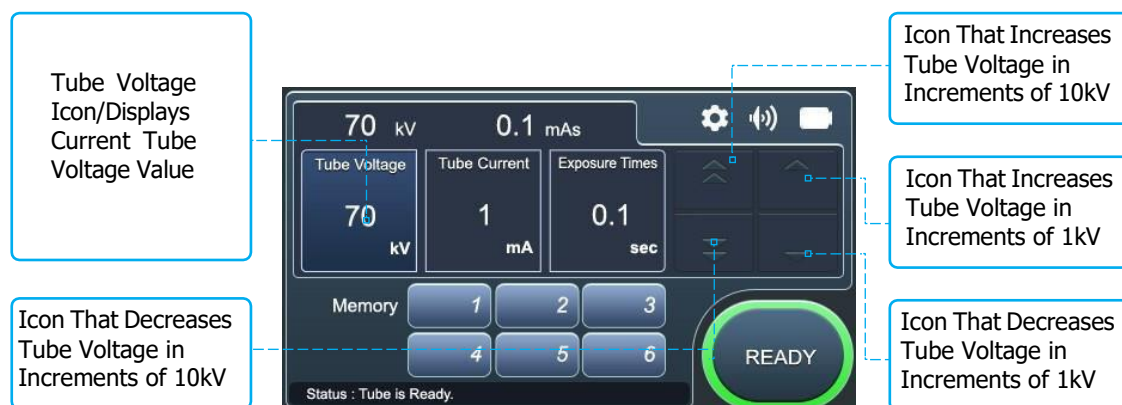 Tube Voltage
Icon/Displays
Current Tube
Voltage Value
Icon That Increases
Tube Voltage in
Increments of 10kV
70 kV 0.1 mAs
Tube Voltage
70
kV
Tube Current
1
mA
Exposure Times
0.1
sec
Icon That Increases
Tube Voltage in
Increments of 1kV
Icon That Decreases
Tube Voltage in
Increments of 10kV
Memory 1 2 3
4 5 6
READY
Status : Tube is Ready.
Icon That Decreases
Tube Voltage in
Increments of 1kV